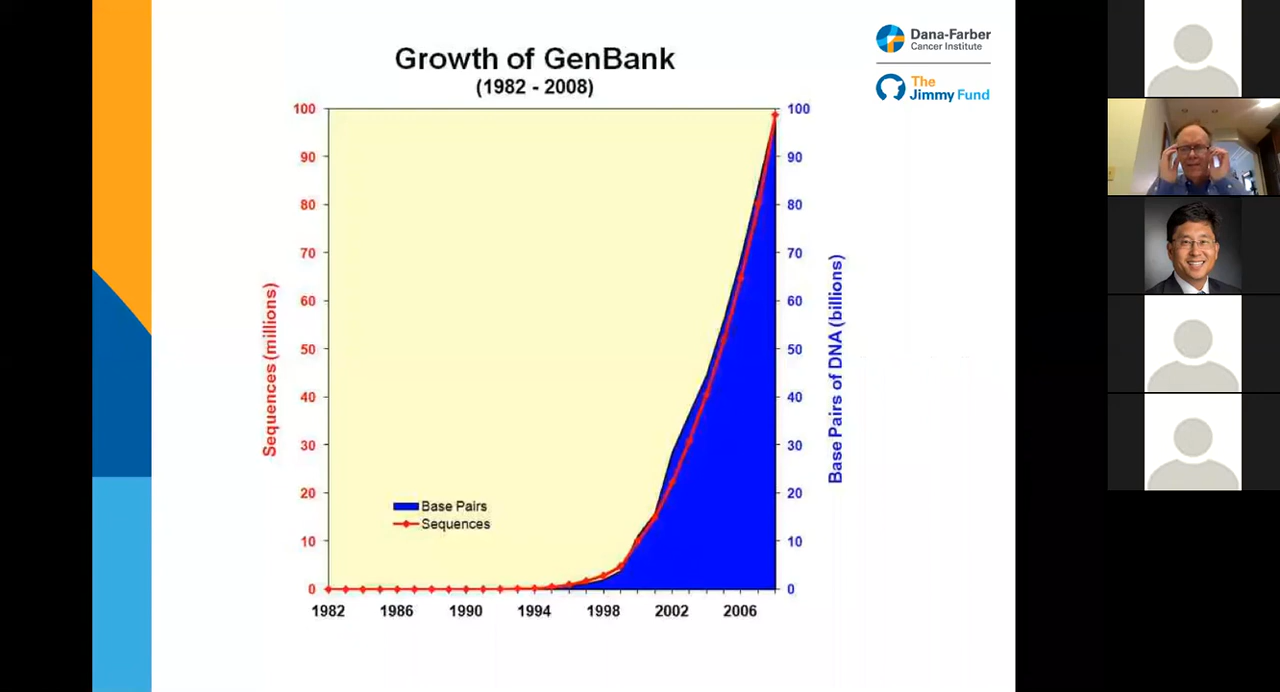 Growth of GenBank
(1982 - 2008)
Dana-Farber
Cancer Institute
The
Jimmy Fund
Sequences (millions)
100
90
80
70
60
50
40
30
20
10
0
Base Pairs
Sequences
1982 1986 1990 1994 1998 2002 2006
100
90
80
70
60
50
40
30
20
10
0
Base Pairs of DNA (billions)